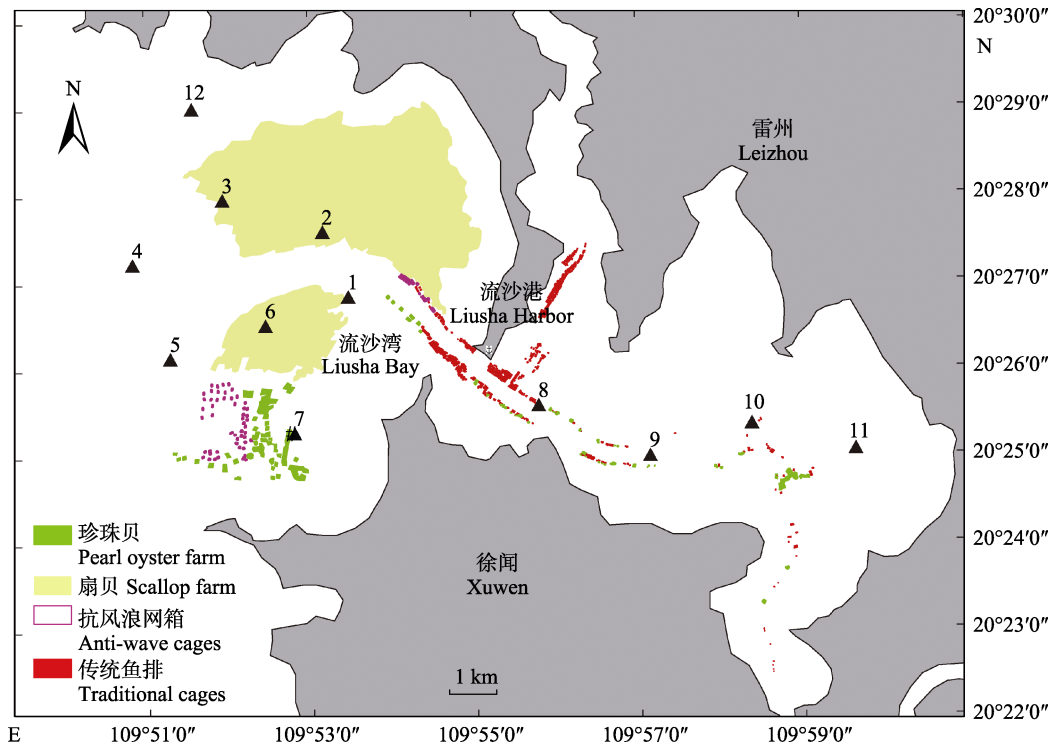 20°30′0″
N
20°29′0″
20°28′0″
20°27′0″
20°26′0″
20°25′0″
20°24′0″
20°23′0″
20°22′0″
N
12
3
2
4
1
6
5
7
8
9
10
11
雷州
Leizhou
流沙港
Liusha Harbor
流沙湾
Liusha Bay
徐闻
Xuwen
珍珠贝
Pearl oyster farm
扇贝 Scallop farm
抗风浪网箱
Anti-wave cages
传统鱼排
Traditional cages
1 km
E
109°51′0″
109°53′0″
109°55′0″
109°57′0″
109°59′0″